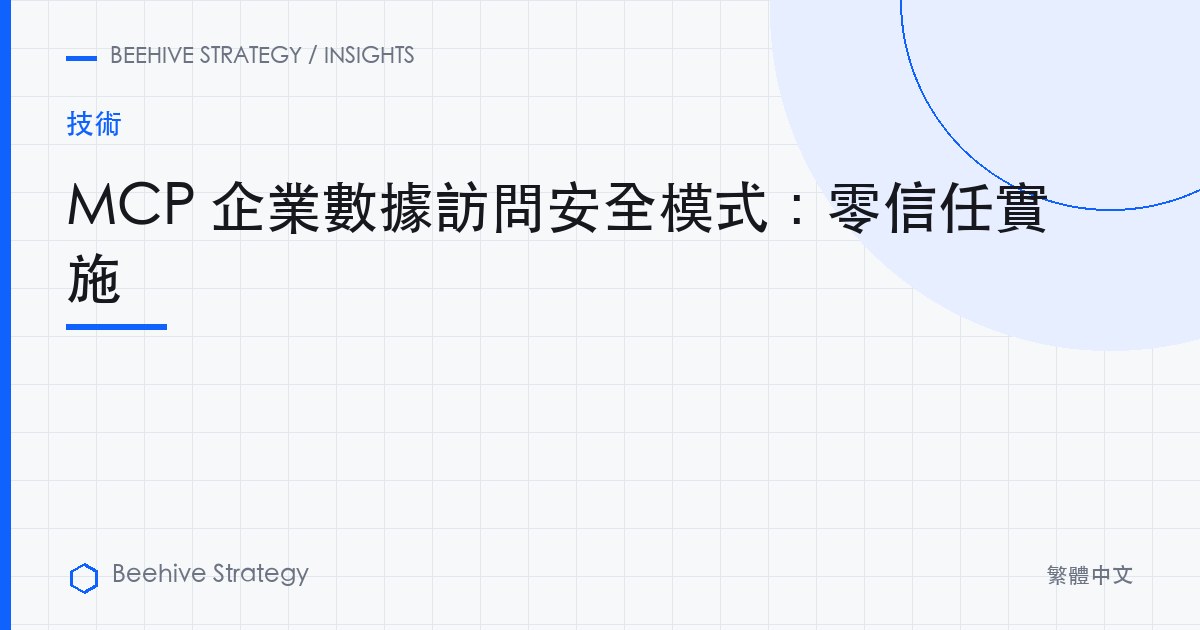 BEEHIVE STRATEGY / INSIGHTS
技術
MCP 企業數據訪問安全模式：零信任實
施
Beehive Strategy
繁體中文